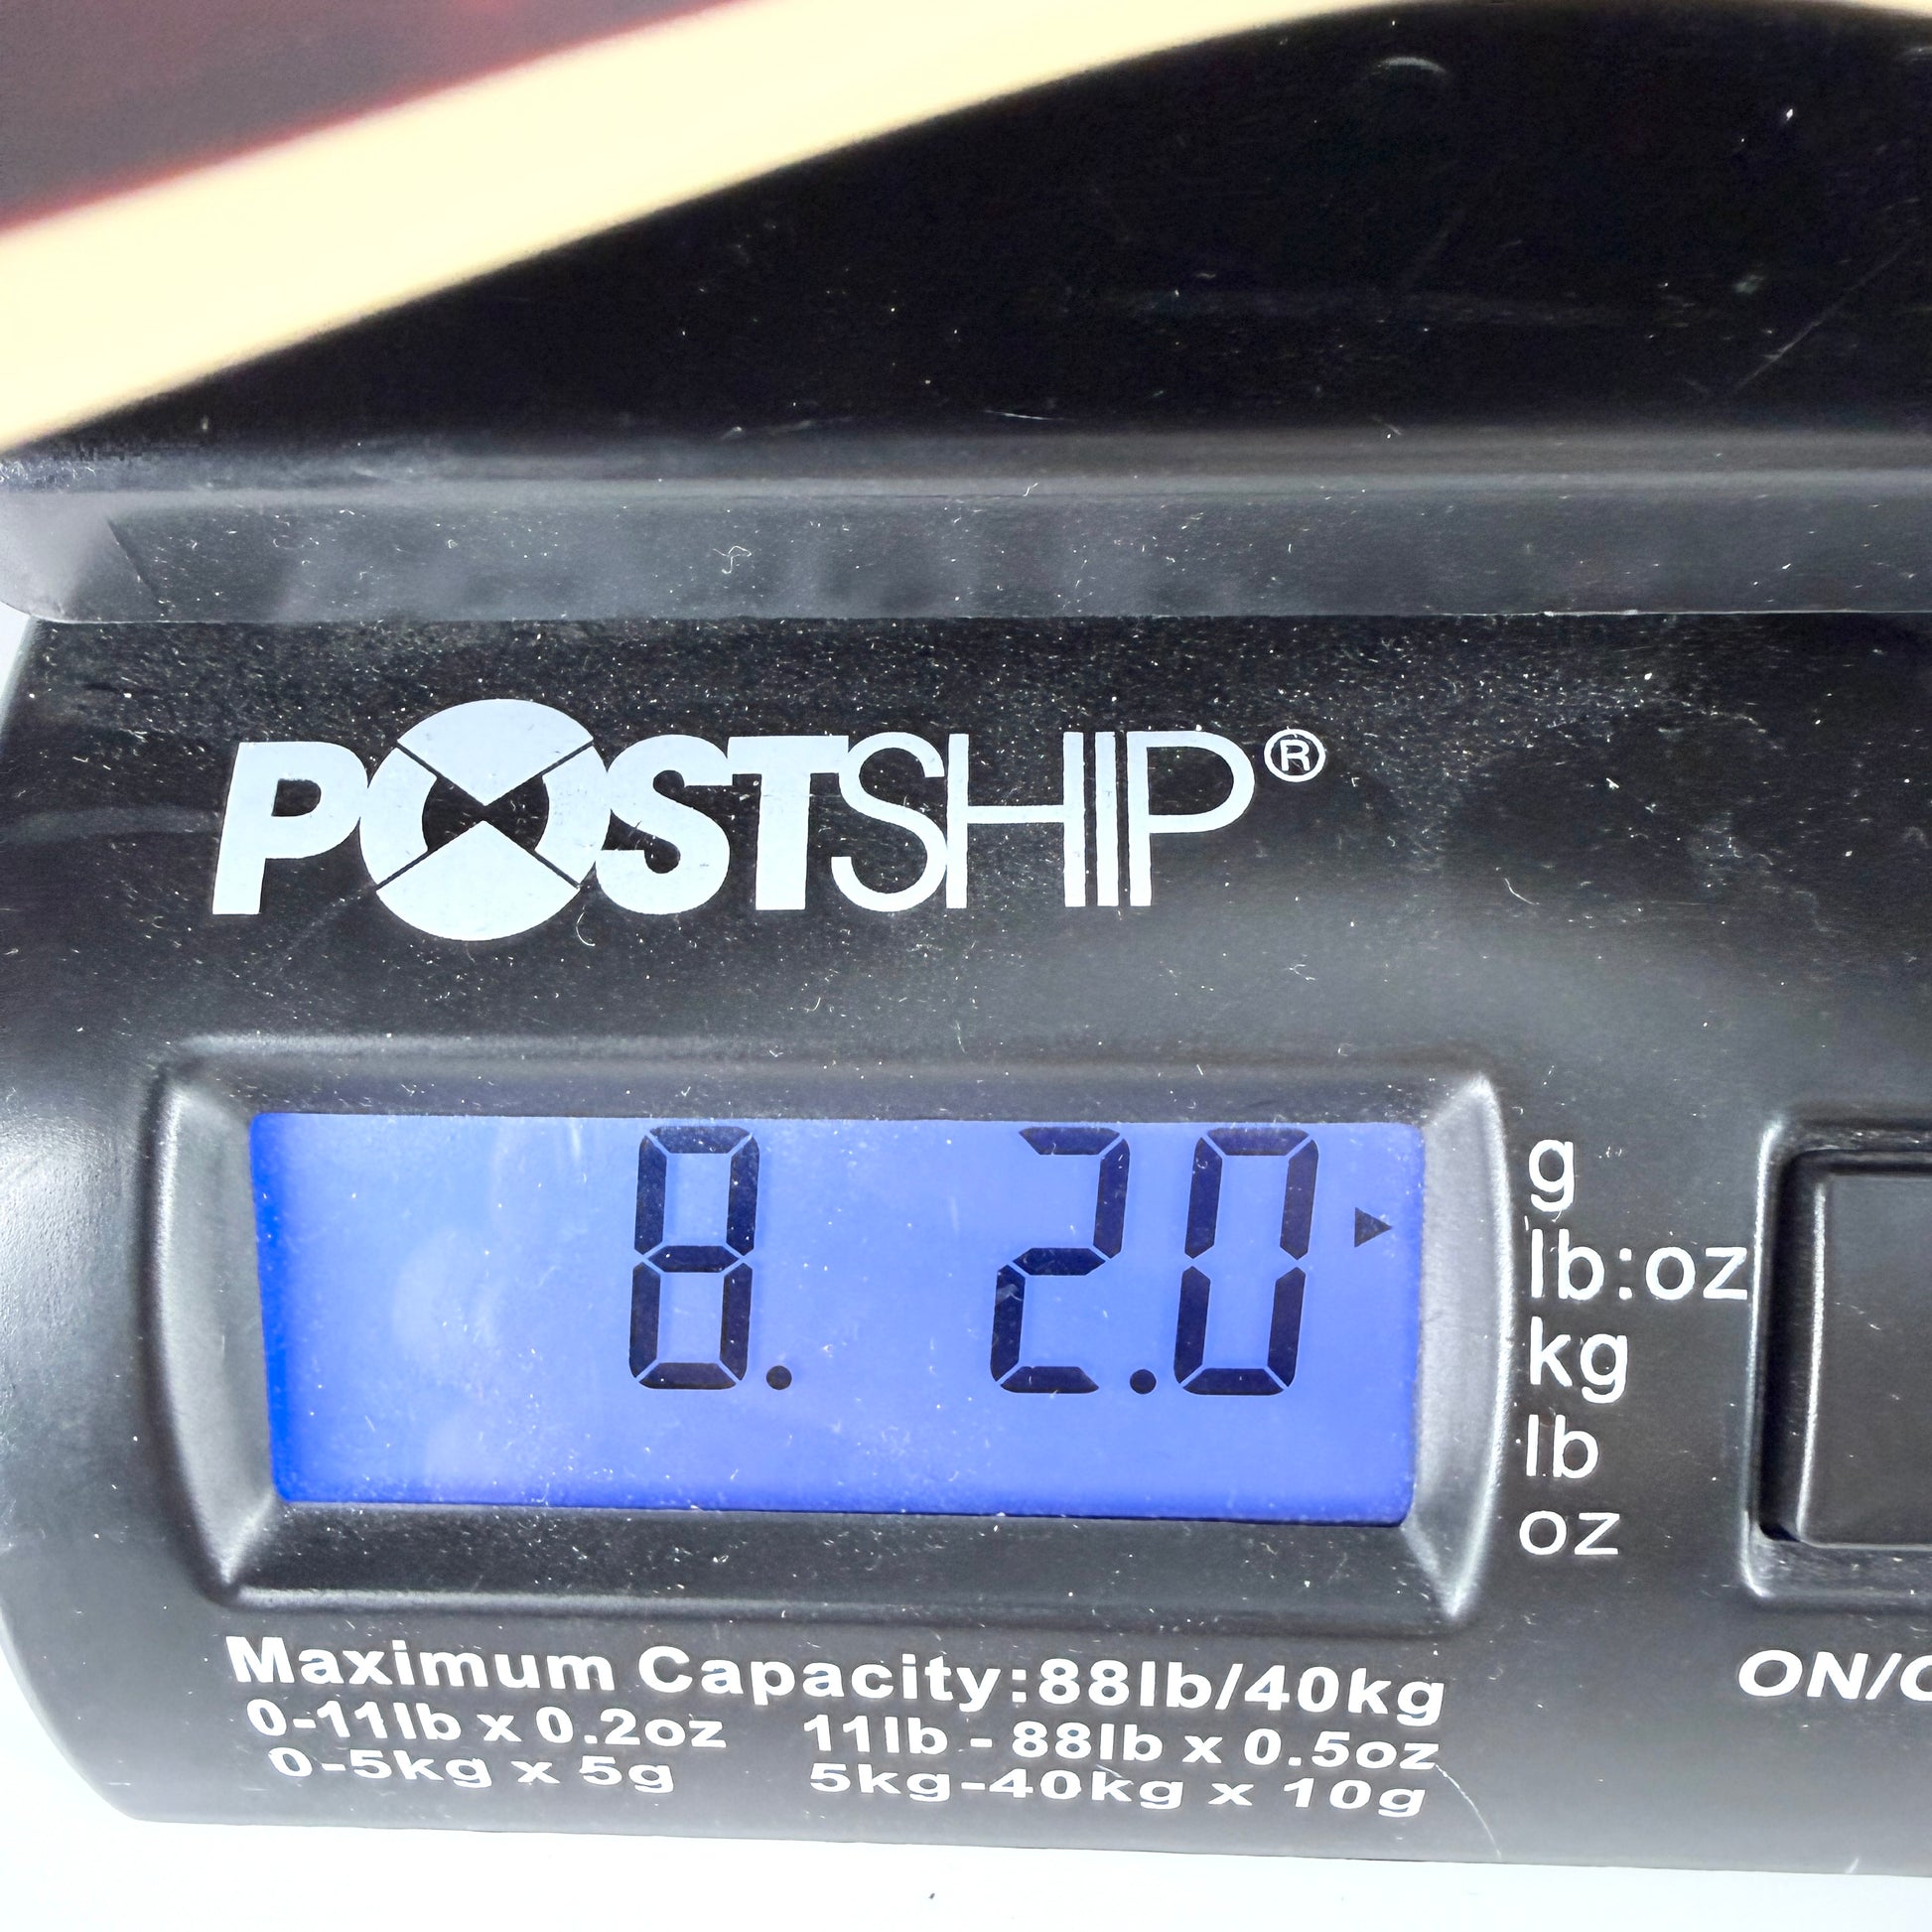 POSTSHIP®
8. 2.0
g
lb:oz
kg
lb
oz
Maximum Capacity:88lb/40kg
0-11lb x 0.2oz 11lb - 88lb x 0.5oz
0-5kg x 5g 5kg-40kg x 10g
ON/